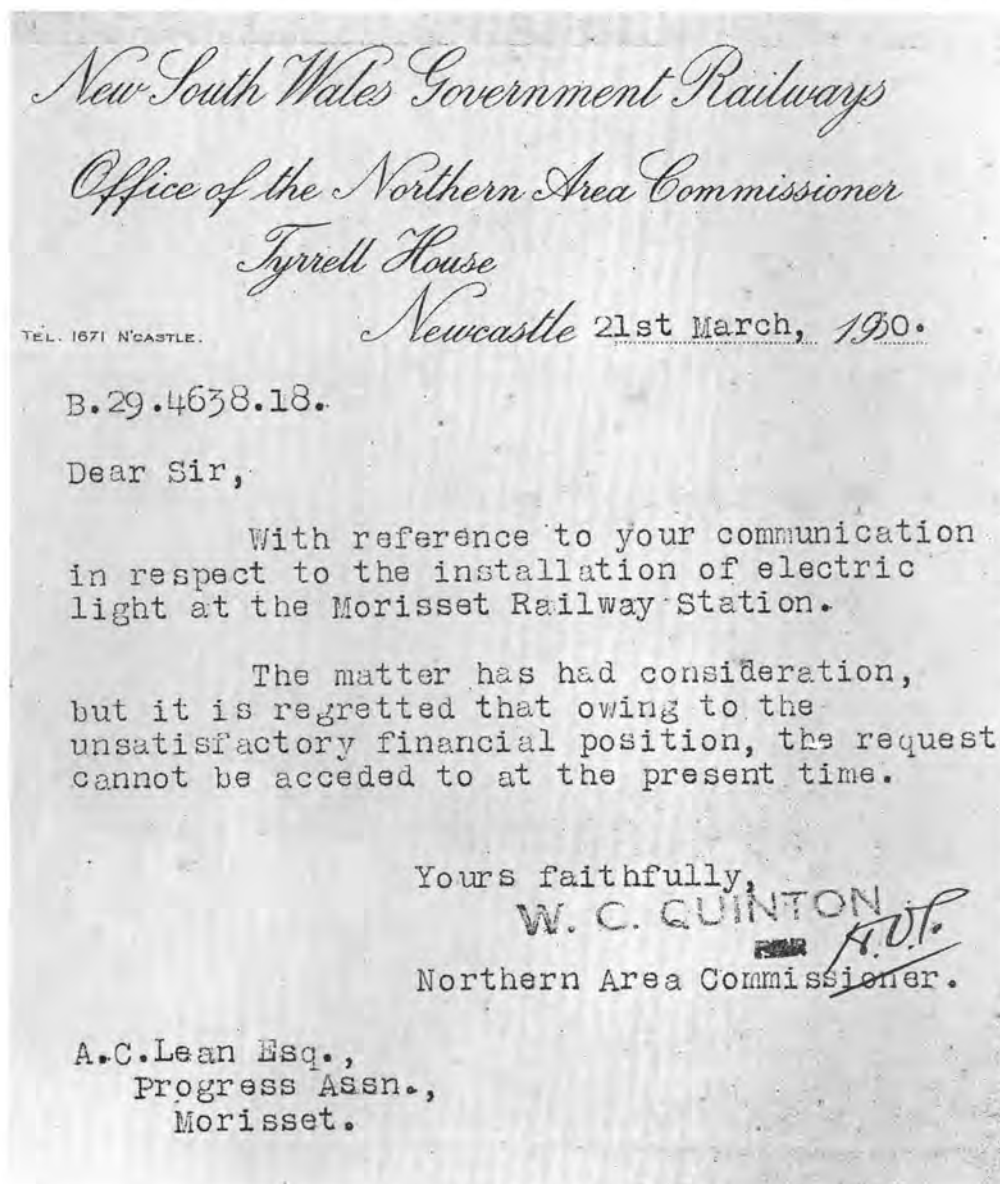 New South Wales Government Railways
Office of the Northern Area Commissioner
Tyrrell House
TEL. 1671 N'CASTLE. Newcastle 21st March, 1930.
B.29.4638.18.
Dear Sir,
With reference to your communication
in respect to the installation of electric
light at the Morisset Railway Station.
The matter has had consideration,
but it is regretted that owing to the
unsatisfactory financial position, the request
cannot be acceded to at the present time.
Yours faithfully,
W. C. QUINTON
Northern Area Commissioner.
A.C.Lean Esq.,
Progress Assn.,
Morisset.